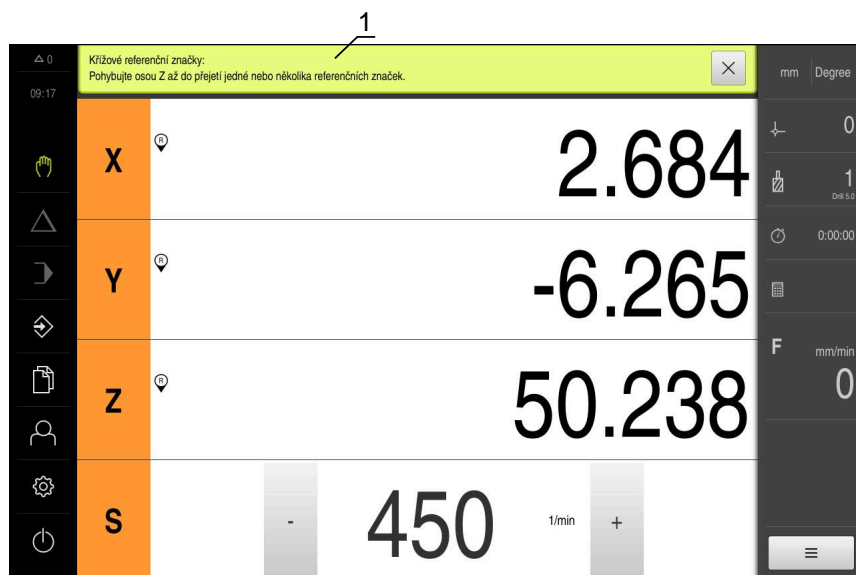 1
0
Křížové referenční značky:
Pohybujte osou Z až do přejetí jedné nebo několika referenčních značek.
mm Degree
09:17
X R 2.684
0
1
Drill 5.0
Y R -6.265
0:00:00
Z R 50.238
F mm/min
0
S - 450 1/min +